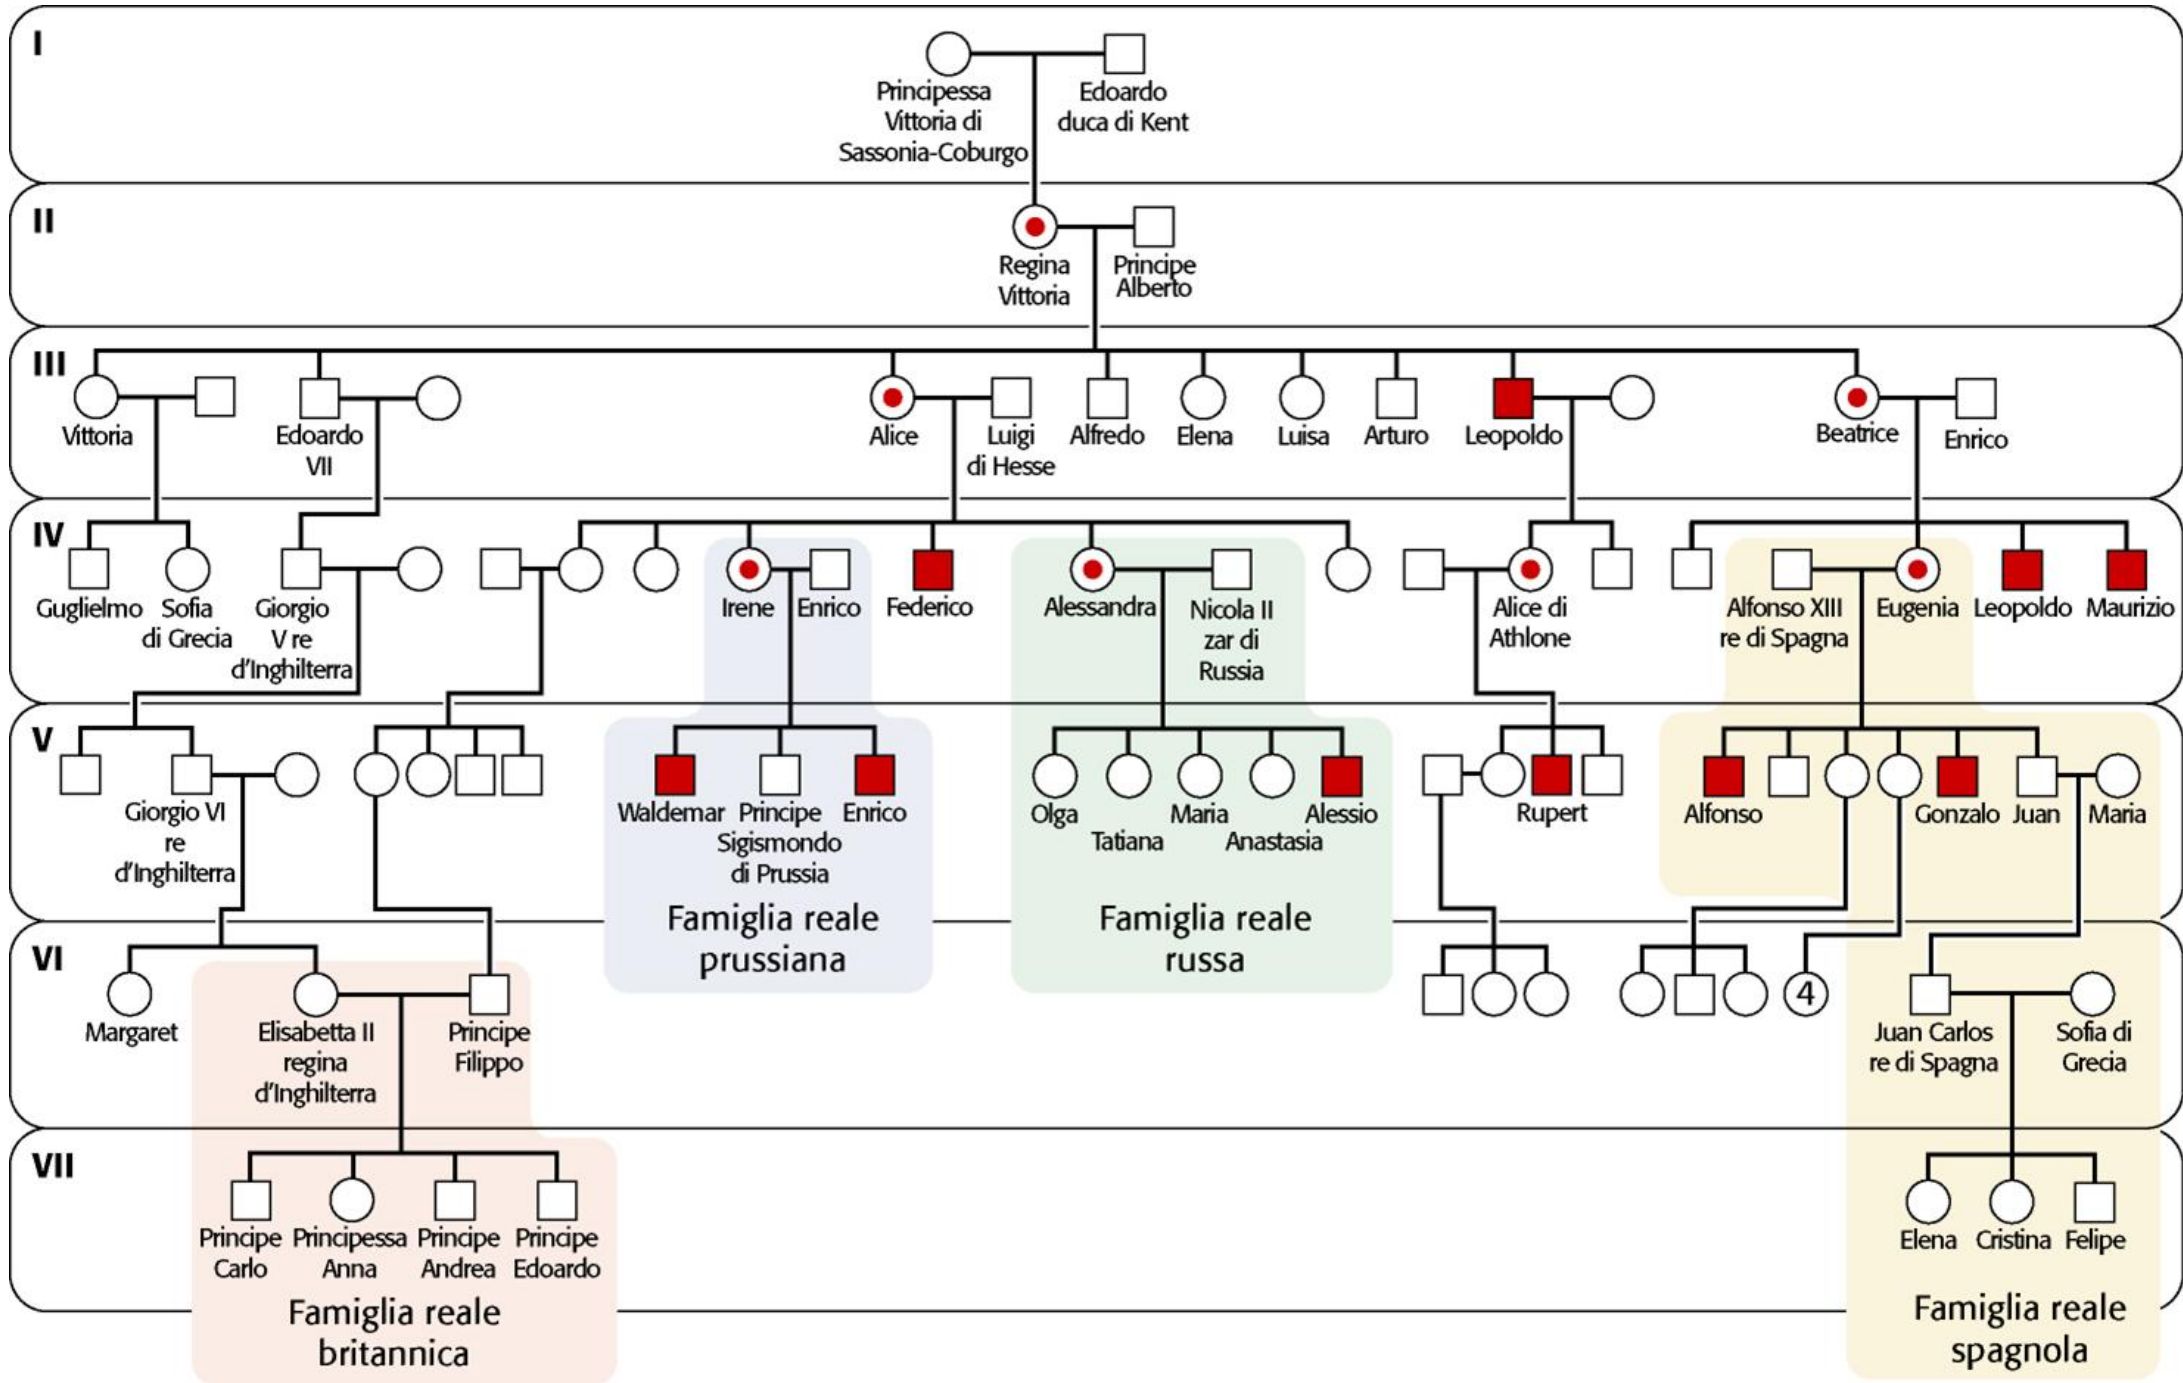 I
Principessa
Vittoria di
Sassonia-Coburgo
Edoardo
duca di Kent
II
Regina
Vittoria
Principe
Alberto
III
Vittoria
Edoardo
VII
Alice
Luigi
di Hesse
Alfredo
Elena
Luisa
Arturo
Leopoldo
Beatrice
Enrico
IV
Guglielmo
Sofia
di Grecia
Giorgio
V re
d'Inghilterra
Irene
Enrico
Federico
Alessandra
Nicola II
zar di
Russia
Alice di
Athlone
Alfonso XIII
re di Spagna
Eugenia
Leopoldo
Maurizio
V
Giorgio VI
re
d'Inghilterra
Waldemar
Principe
Sigismondo
di Prussia
Enrico
Famiglia reale
prussiana
Olga
Tatiana
Maria
Anastasia
Alessio
Famiglia reale
russa
Rupert
Alfonso
Gonzalo
Juan
Maria
VI
Margaret
Elisabetta II
regina
d'Inghilterra
Principe
Filippo
4
Juan Carlos
re di Spagna
Sofia di
Grecia
VII
Principe
Carlo
Principessa
Anna
Principe
Andrea
Principe
Edoardo
Famiglia reale
britannica
Elena
Cristina
Felipe
Famiglia reale
spagnola